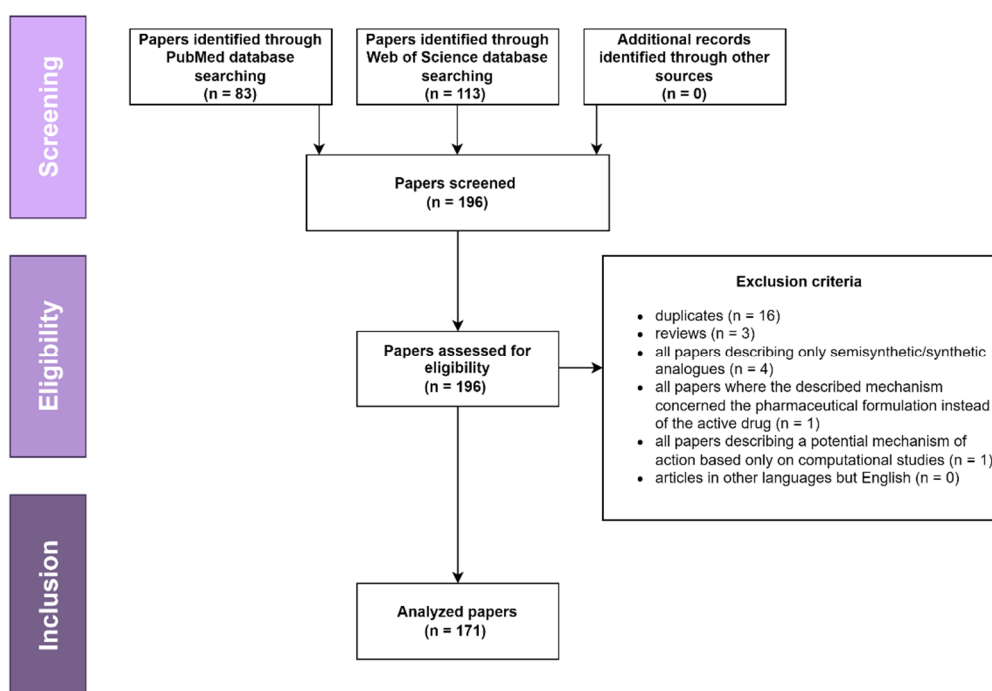 Screening
Papers identified through
PubMed database
searching
(n = 83)
Papers identified through
Web of Science database
searching
(n = 113)
Additional records
identified through other
sources
(n = 0)
Papers screened
(n = 196)
Eligibility
Papers assessed for
eligibility
(n = 196)
Exclusion criteria
• duplicates (n = 16)
• reviews (n = 3)
• all papers describing only semisynthetic/synthetic
analogues (n = 4)
• all papers where the described mechanism
concerned the pharmaceutical formulation instead
of the active drug (n = 1)
• all papers describing a potential mechanism of
action based only on computational studies (n = 1)
• articles in other languages but English (n = 0)
Inclusion
Analyzed papers
(n = 171)